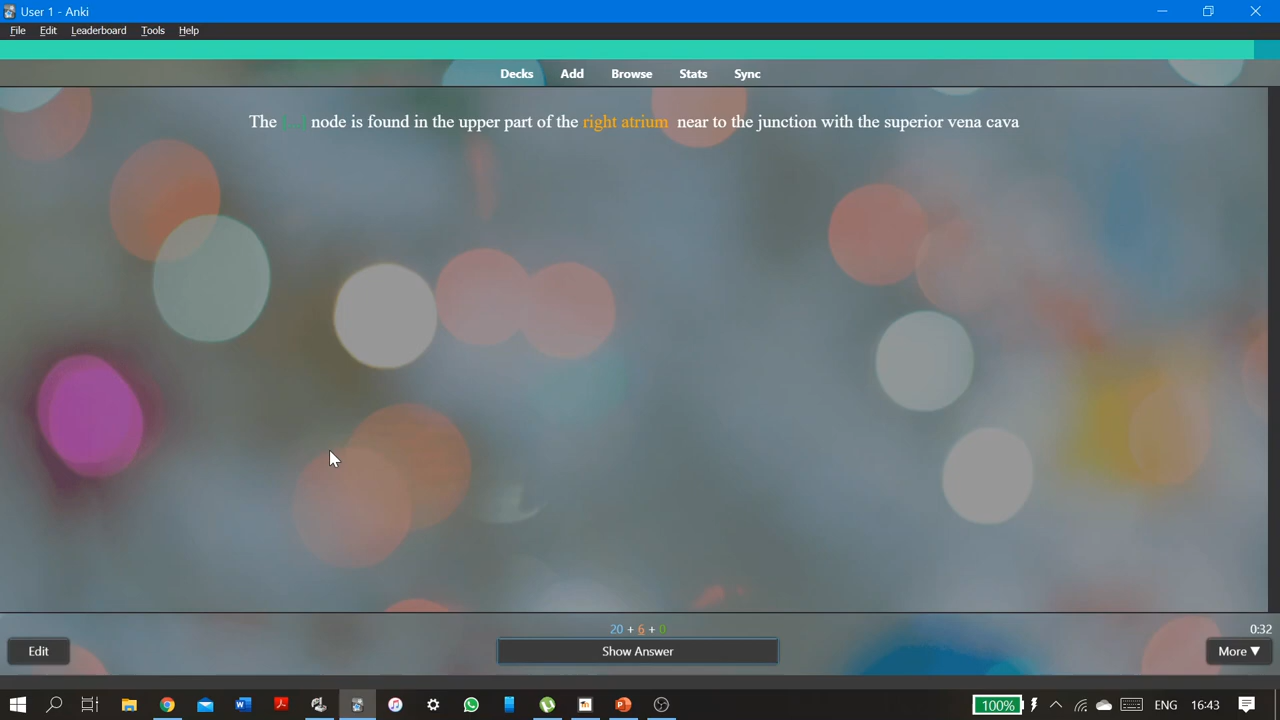 User 1 - Anki
File Edit Leaderboard Tools Help
Decks Add Browse Stats Sync
The [...] node is found in the upper part of the right atrium near to the junction with the superior vena cava
20 + 6 + 0
0:32
Edit Show Answer More ▼
100% ENG 16:43